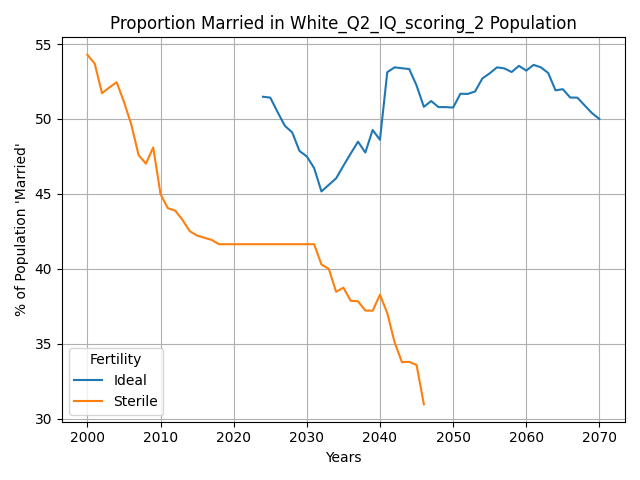 Proportion Married in White_Q2_IQ_scoring_2 Population
% of Population 'Married'
55
50
45
40
35
30
Fertility
Ideal
Sterile
2000 2010 2020 2030 2040 2050 2060 2070
Years